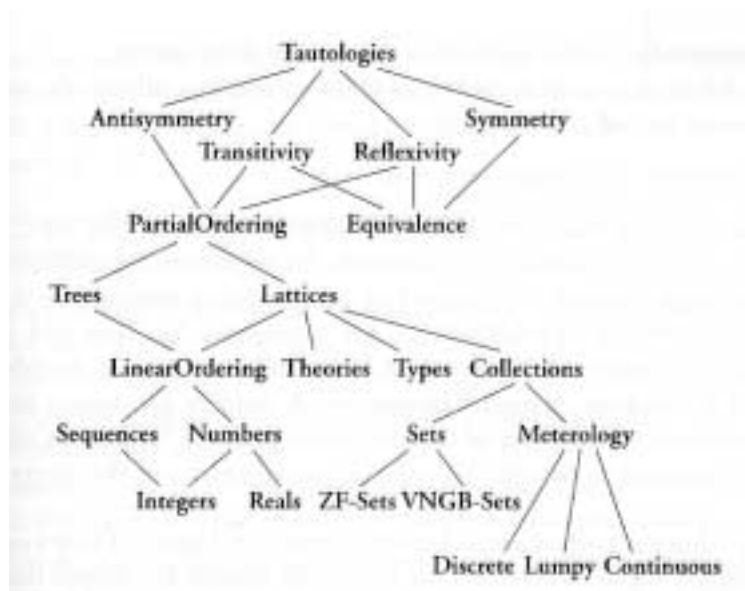 Tautologies
Antisymmetry Symmetry
Transitivity Reflexivity
PartialOrdering Equivalence
Trees Lattices
LinearOrdering Theories Types Collections
Sequences Numbers Sets Meterology
Integers Reals ZF-Sets VNGB-Sets
Discrete Lumpy Continuous